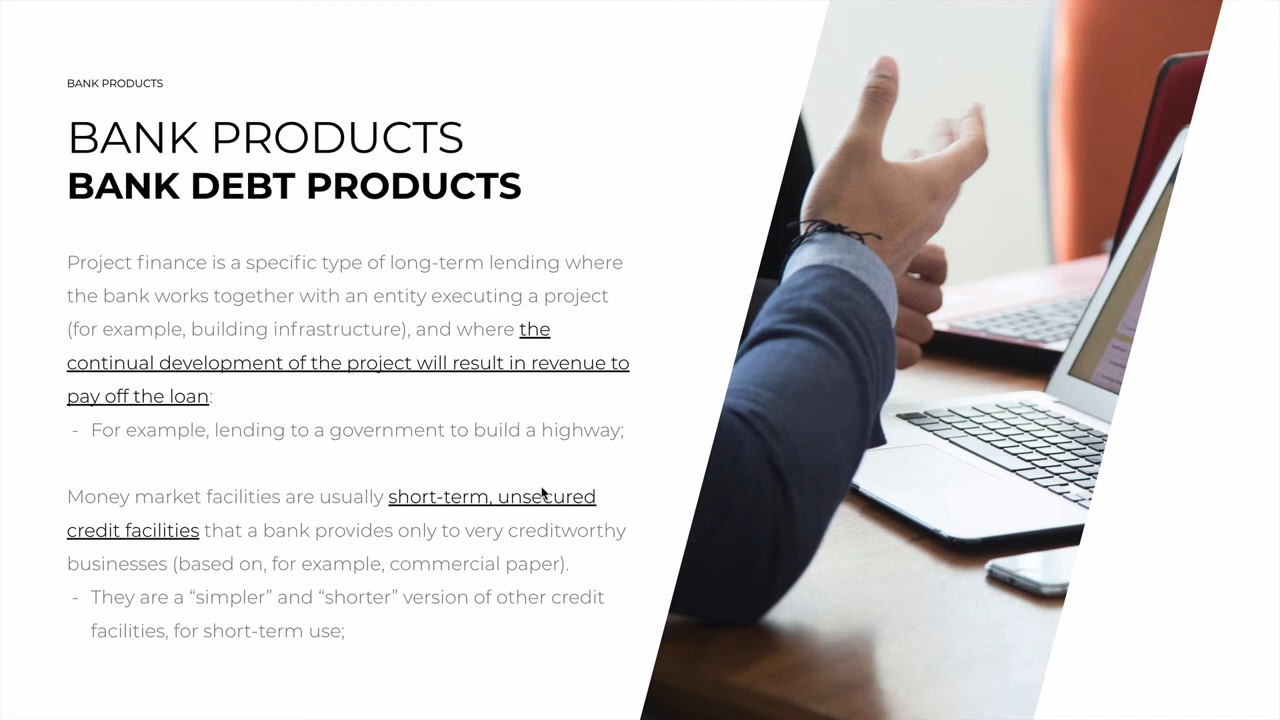 BANK PRODUCTS
BANK PRODUCTS
BANK DEBT PRODUCTS
Project finance is a specific type of long-term lending where
the bank works together with an entity executing a project
(for example, building infrastructure), and where the
continual development of the project will result in revenue to
pay off the loan:
- For example, lending to a government to build a highway;
Money market facilities are usually short-term, unsecured
credit facilities that a bank provides only to very creditworthy
businesses (based on, for example, commercial paper).
- They are a “simpler” and “shorter” version of other credit
facilities, for short-term use;